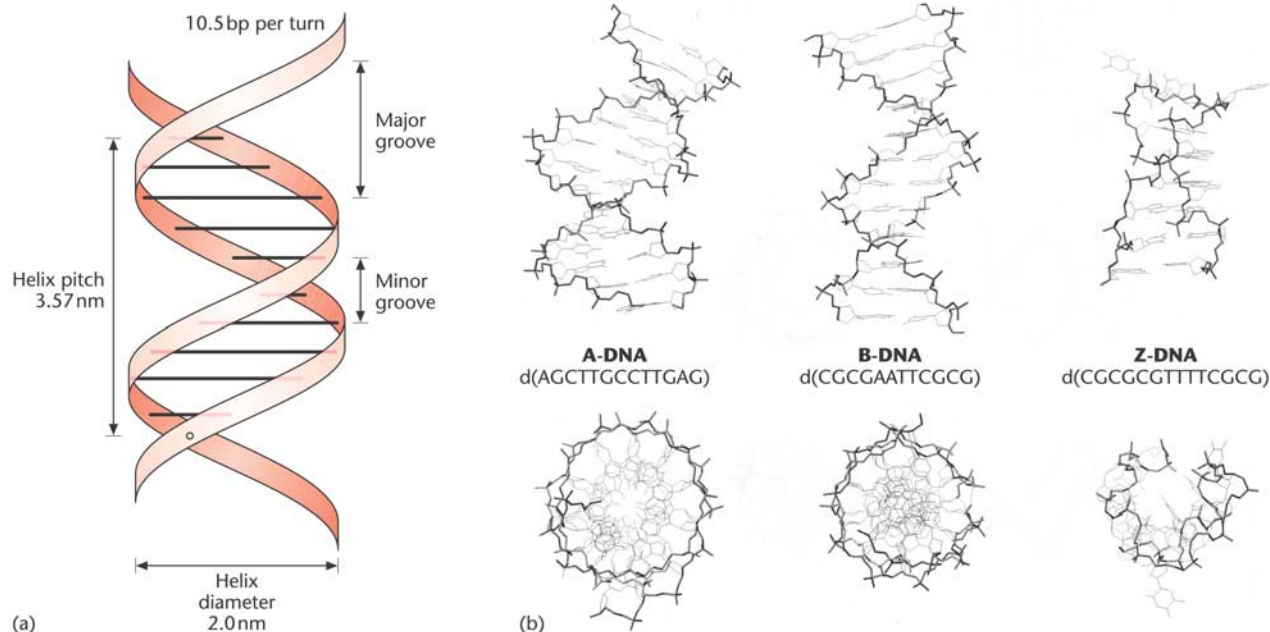 10.5 bp per turn
Major
groove
Helix pitch
3.57 nm
Minor
groove
Helix
diameter
2.0 nm
(a)
A-DNA
d(AGCTTGCCTTGAG)
B-DNA
d(CGCGAATTCGCG)
Z-DNA
d(CGCGCGTTTTCGCG)
(b)